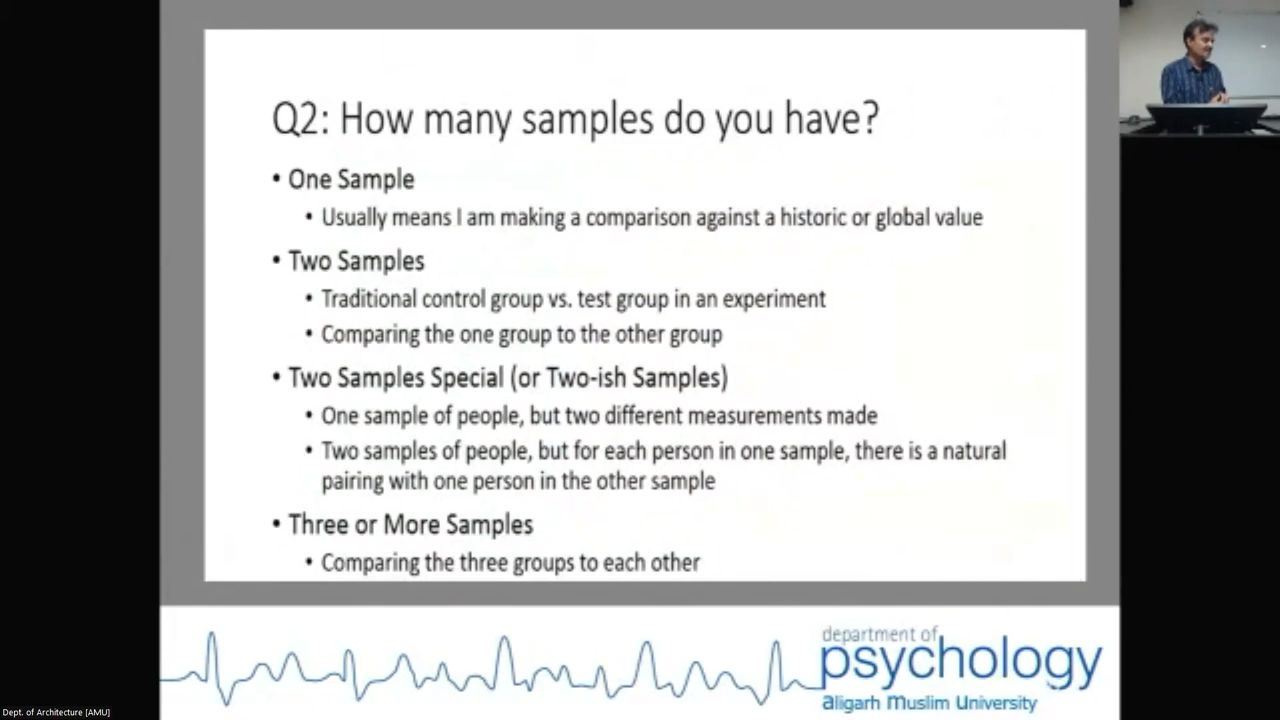 Q2: How many samples do you have?
• One Sample
• Usually means I am making a comparison against a historic or global value
• Two Samples
• Traditional control group vs. test group in an experiment
• Comparing the one group to the other group
• Two Samples Special (or Two-ish Samples)
• One sample of people, but two different measurements made
• Two samples of people, but for each person in one sample, there is a natural
pairing with one person in the other sample
• Three or More Samples
• Comparing the three groups to each other
department of
psychology
aligarh muslim university
Dept. of Architecture [AMU]